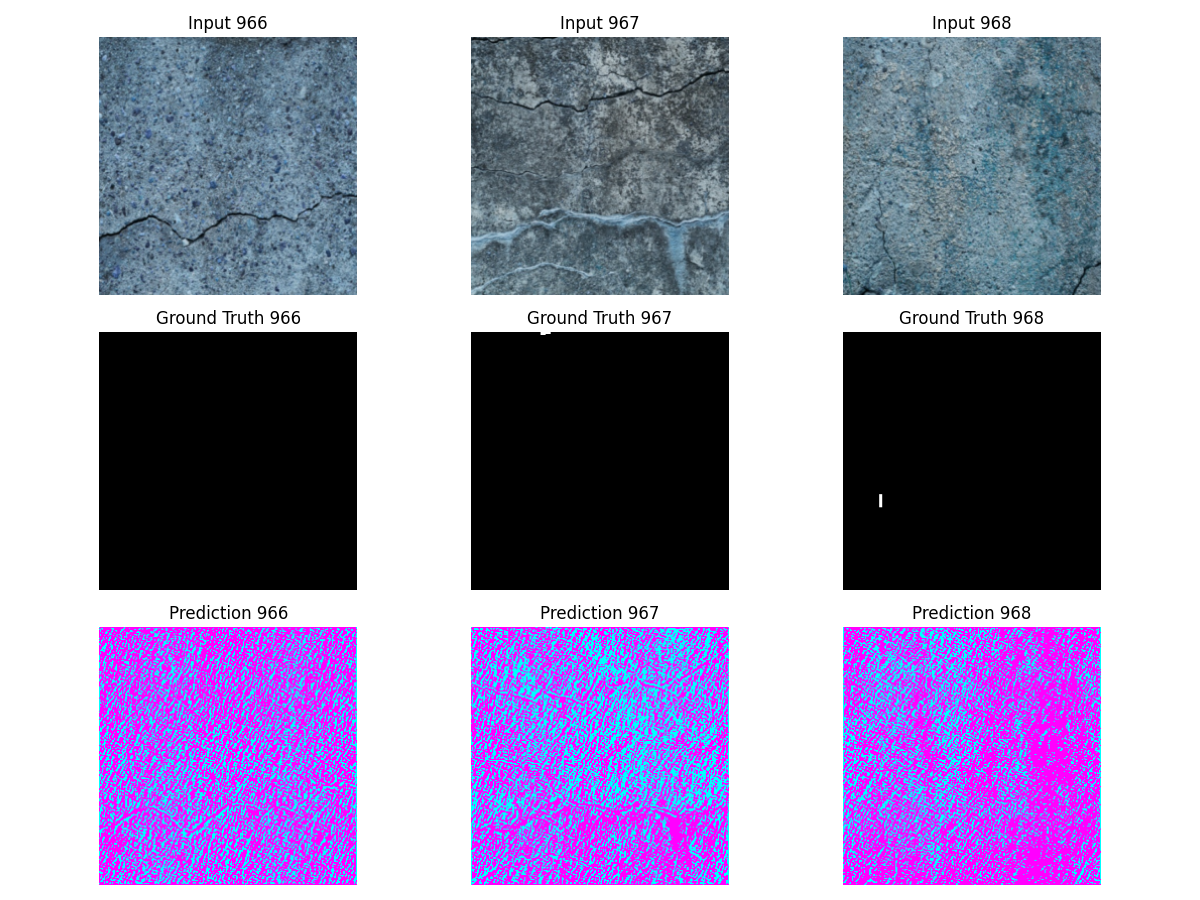 Input 966
Input 967
Input 968
Ground Truth 966
Ground Truth 967
Ground Truth 968
Prediction 966
Prediction 967
Prediction 968